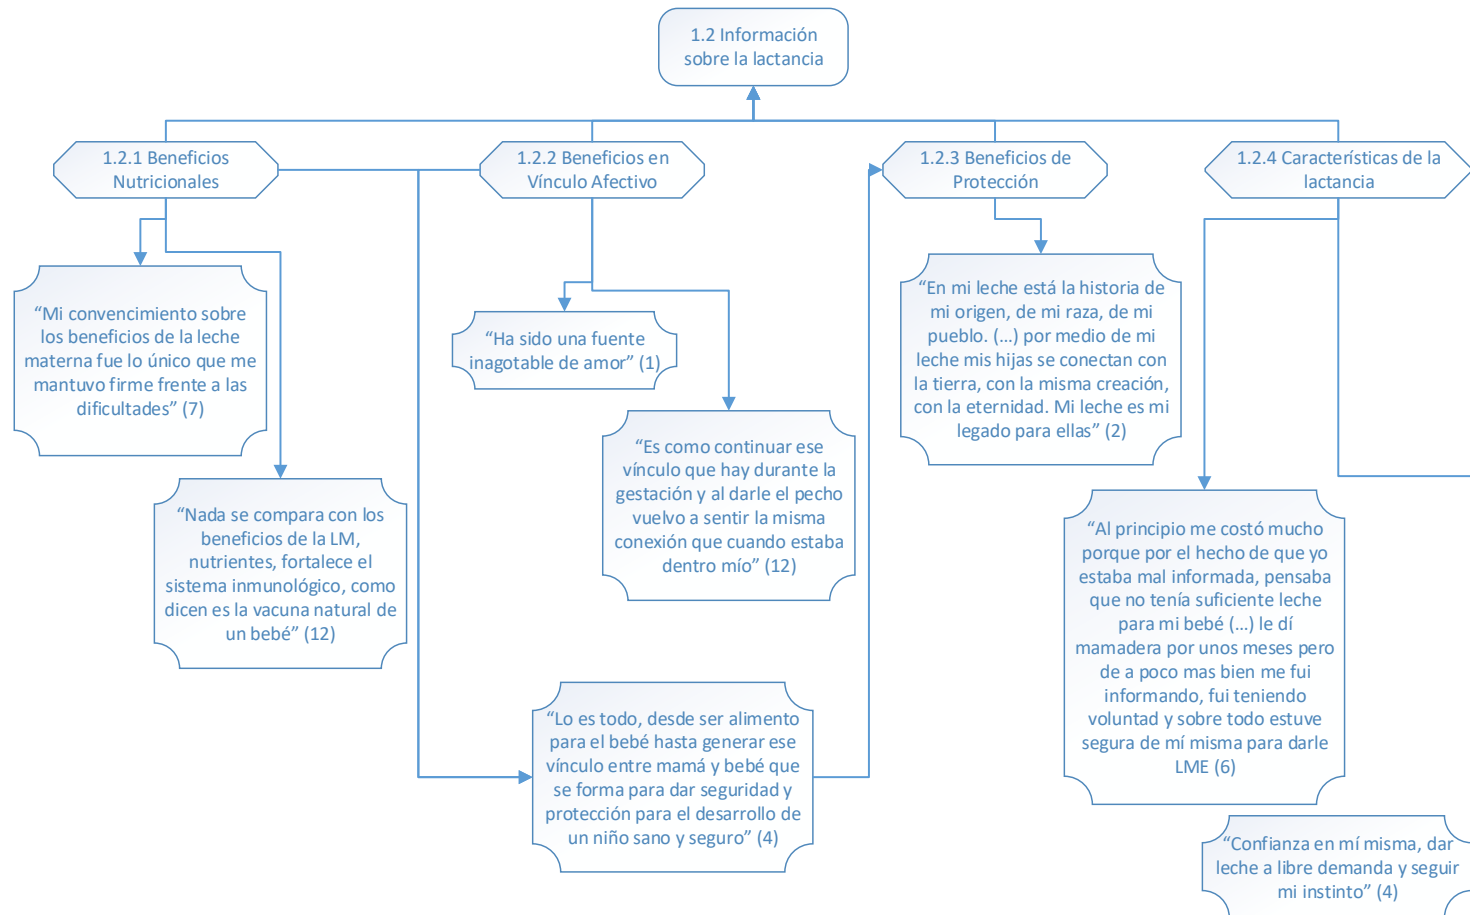 1.2 Información
sobre la lactancia
1.2.1 Beneficios
Nutricionales
1.2.2 Beneficios en
Vínculo Afectivo
1.2.3 Beneficios de
Protección
1.2.4 Características de la
lactancia
“Mi convencimiento sobre
los beneficios de la leche
materna fue lo único que me
mantuvo firme frente a las
dificultades” (7)
“Nada se compara con los
beneficios de la LM,
nutrientes, fortalece el
sistema inmunológico, como
dicen es la vacuna natural de
un bebé” (12)
“Ha sido una fuente
inagotable de amor” (1)
“Es como continuar ese
vínculo que hay durante la
gestación y al darle el pecho
vuelvo a sentir la misma
conexión que cuando estaba
dentro mío” (12)
“Lo es todo, desde ser alimento
para el bebé hasta generar ese
vínculo entre mamá y bebé que
se forma para dar seguridad y
protección para el desarrollo de
un niño sano y seguro” (4)
“En mi leche está la historia de
mi origen, de mi raza, de mi
pueblo. (…) por medio de mi
leche mis hijas se conectan con
la tierra, con la misma creación,
con la eternidad. Mi leche es mi
legado para ellas” (2)
“Al principio me costó mucho
porque por el hecho de que yo
estaba mal informada, pensaba
que no tenía suficiente leche
para mi bebé (…) le dí
mamadera por unos meses pero
de a poco mas bien me fui
informando, fui teniendo
voluntad y sobre todo estuve
segura de mí misma para darle
LME (6)
“Confianza en mí misma, dar
leche a libre demanda y seguir
mi instinto” (4)